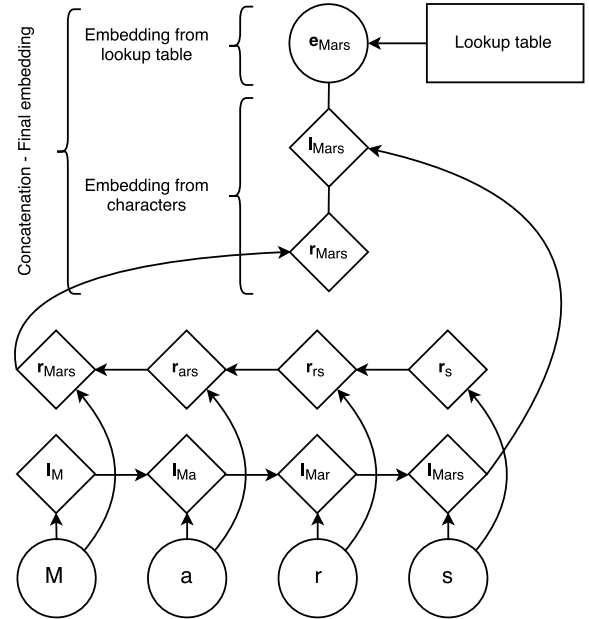 Concatenation - Final embedding
Embedding from
lookup table
e_Mars
Lookup table
l_Mars
Embedding from
characters
r_Mars
r_Mars
r_ars
r_rs
r_s
l_M
l_Ma
l_Mar
l_Mars
M
a
r
s